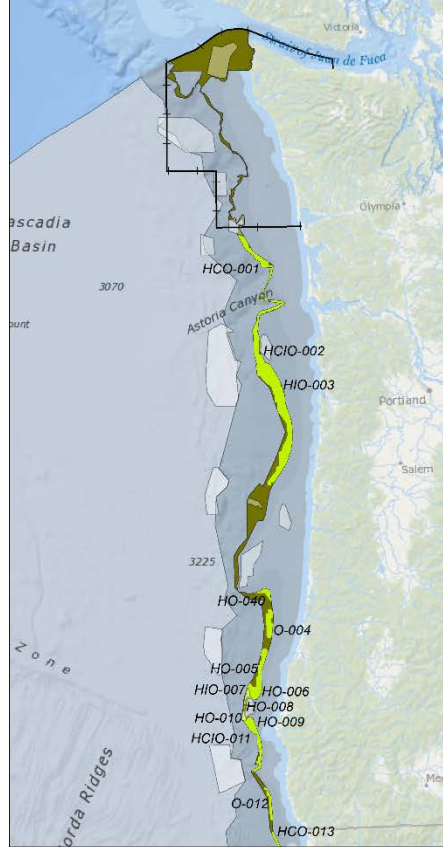 Victoria
Strait of Juan de Fuca
Olympia
ascadia
Basin
HCO-001
3070
Astoria Canyon
ount
HCIO-002
HIO-003
Portland
Salem
3225
HO-040
O-004
Zone
HO-005
HIO-007
HO-006
HO-008
HO-010
HO-009
HCIO-011
orda Ridges
O-012
Me
HCO-013